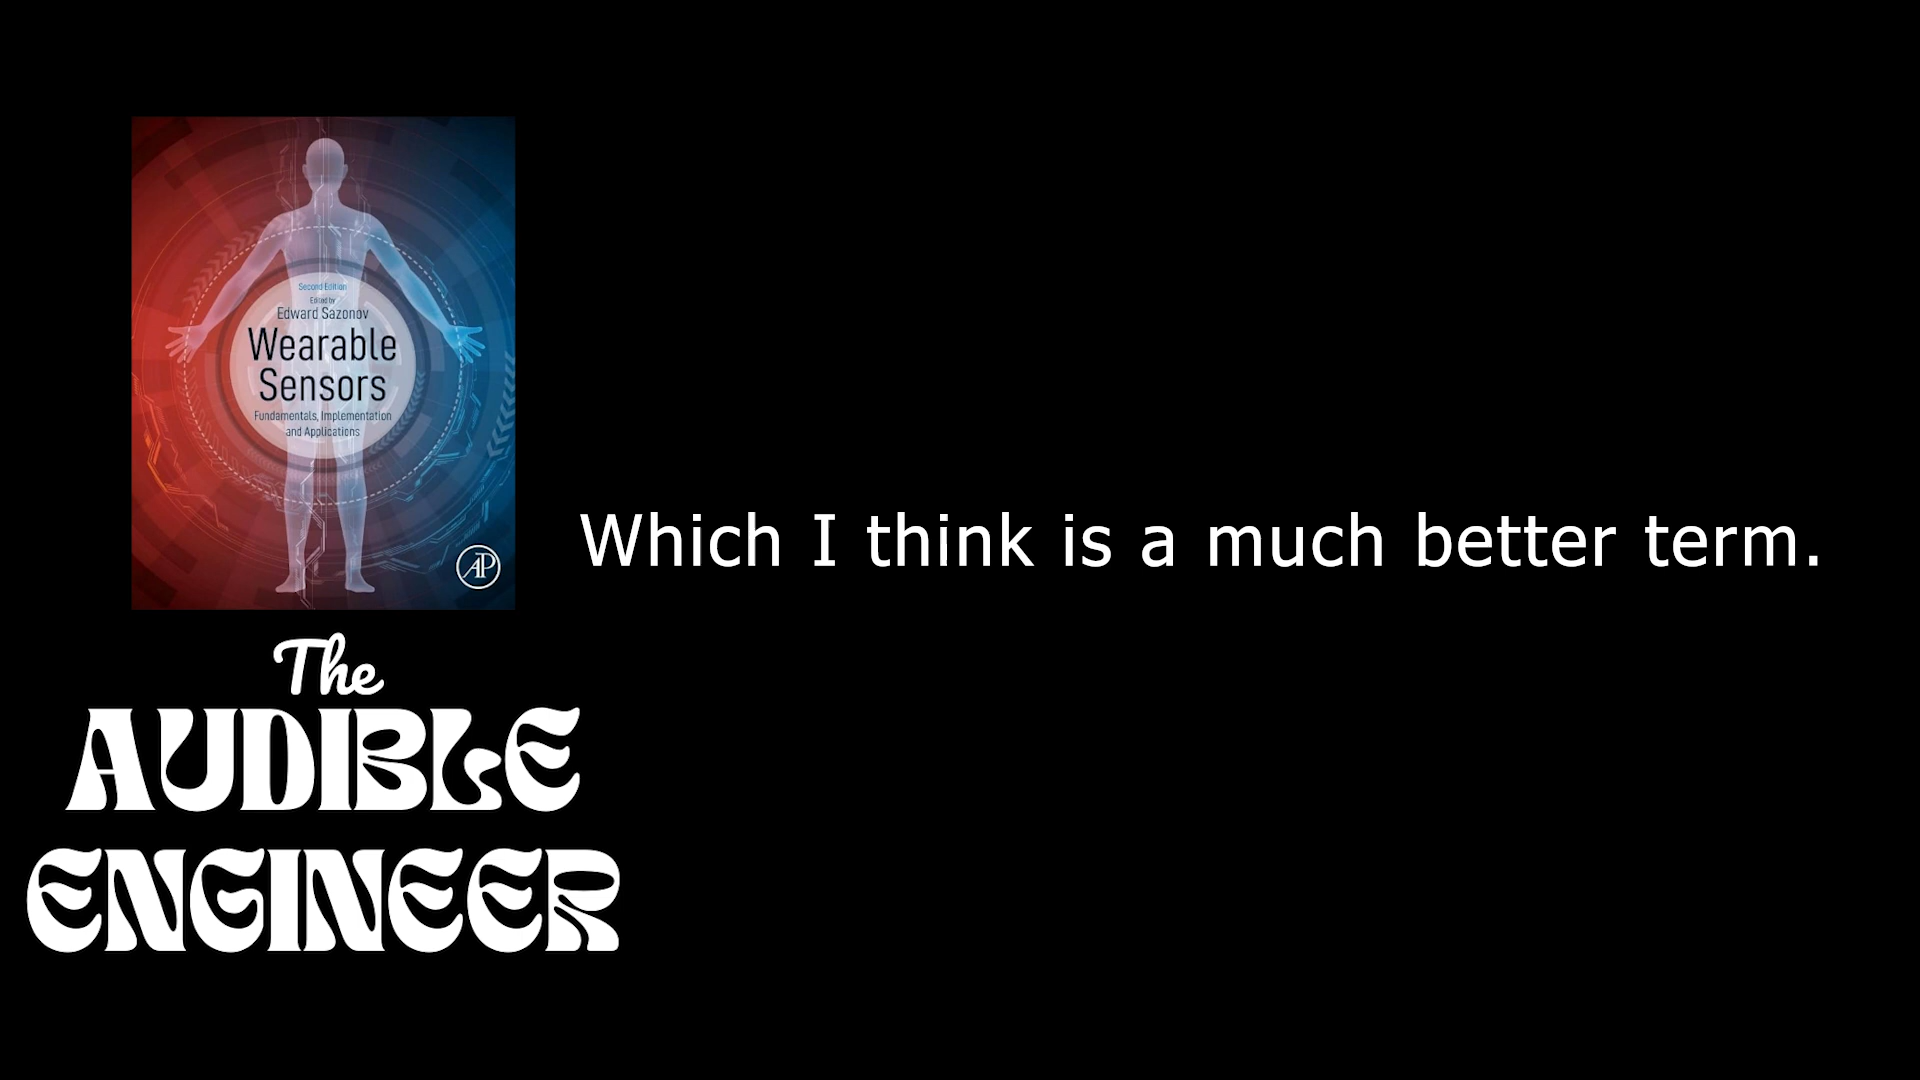 Second Edition
Edited by
Edward Sazonov
Wearable
Sensors
Fundamentals, Implementation
and Applications
AP
Which I think is a much better term.
The
AUDIBLE
ENGINEER